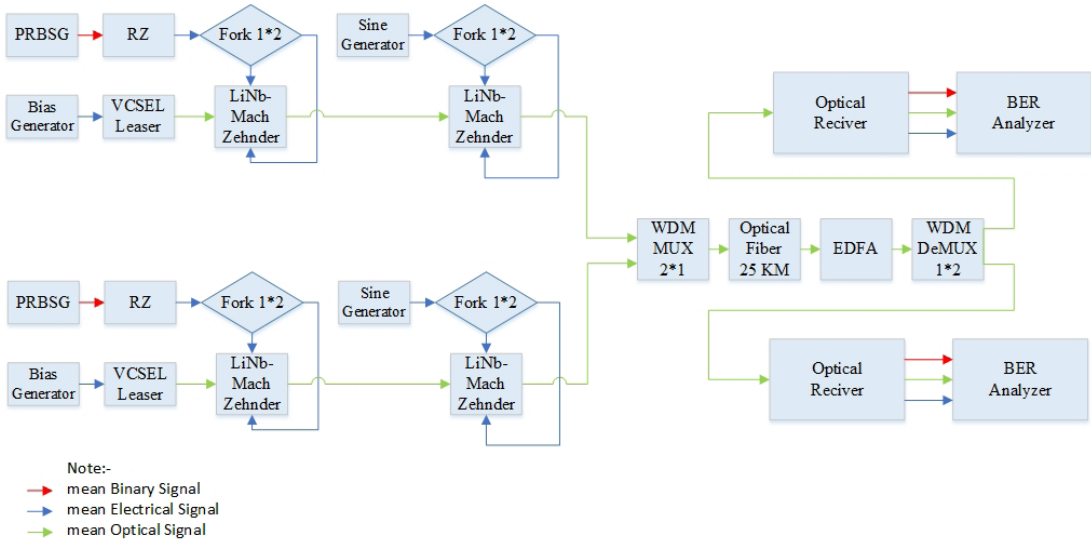 PRBSG
RZ
Fork 1*2
Sine
Generator
Fork 1*2
Bias
Generator
VCSEL
Leaser
LiNb-
Mach
Zehnder
LiNb-
Mach
Zehnder
Optical
Reciver
BER
Analyzer
WDM
MUX
2*1
Optical
Fiber
25 KM
EDFA
WDM
DeMUX
1*2
PRBSG
RZ
Fork 1*2
Sine
Generator
Fork 1*2
Bias
Generator
VCSEL
Leaser
LiNb-
Mach
Zehnder
LiNb-
Mach
Zehnder
Optical
Reciver
BER
Analyzer
Note:-
mean Binary Signal
mean Electrical Signal
mean Optical Signal